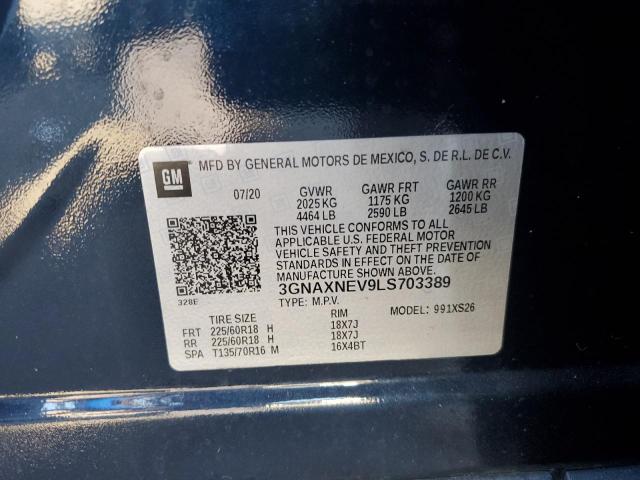 GM
MFD BY GENERAL MOTORS DE MEXICO, S. DE R.L. DE C.V.
07/20 GVWR GAWR FRT GAWR RR
2025 KG 1175 KG 1200 KG
4464 LB 2590 LB 2645 LB
THIS VEHICLE CONFORMS TO ALL
APPLICABLE U.S. FEDERAL MOTOR
VEHICLE SAFETY AND THEFT PREVENTION
STANDARDS IN EFFECT ON THE DATE OF
MANUFACTURE SHOWN ABOVE.
328E 3GNAXNEV9LS703389
TYPE: M.P.V. MODEL: 991XS26
TIRE SIZE RIM
FRT 225/60R18 H 18X7J
RR 225/60R18 H 18X7J
SPA T135/70R16 M 16X4BT